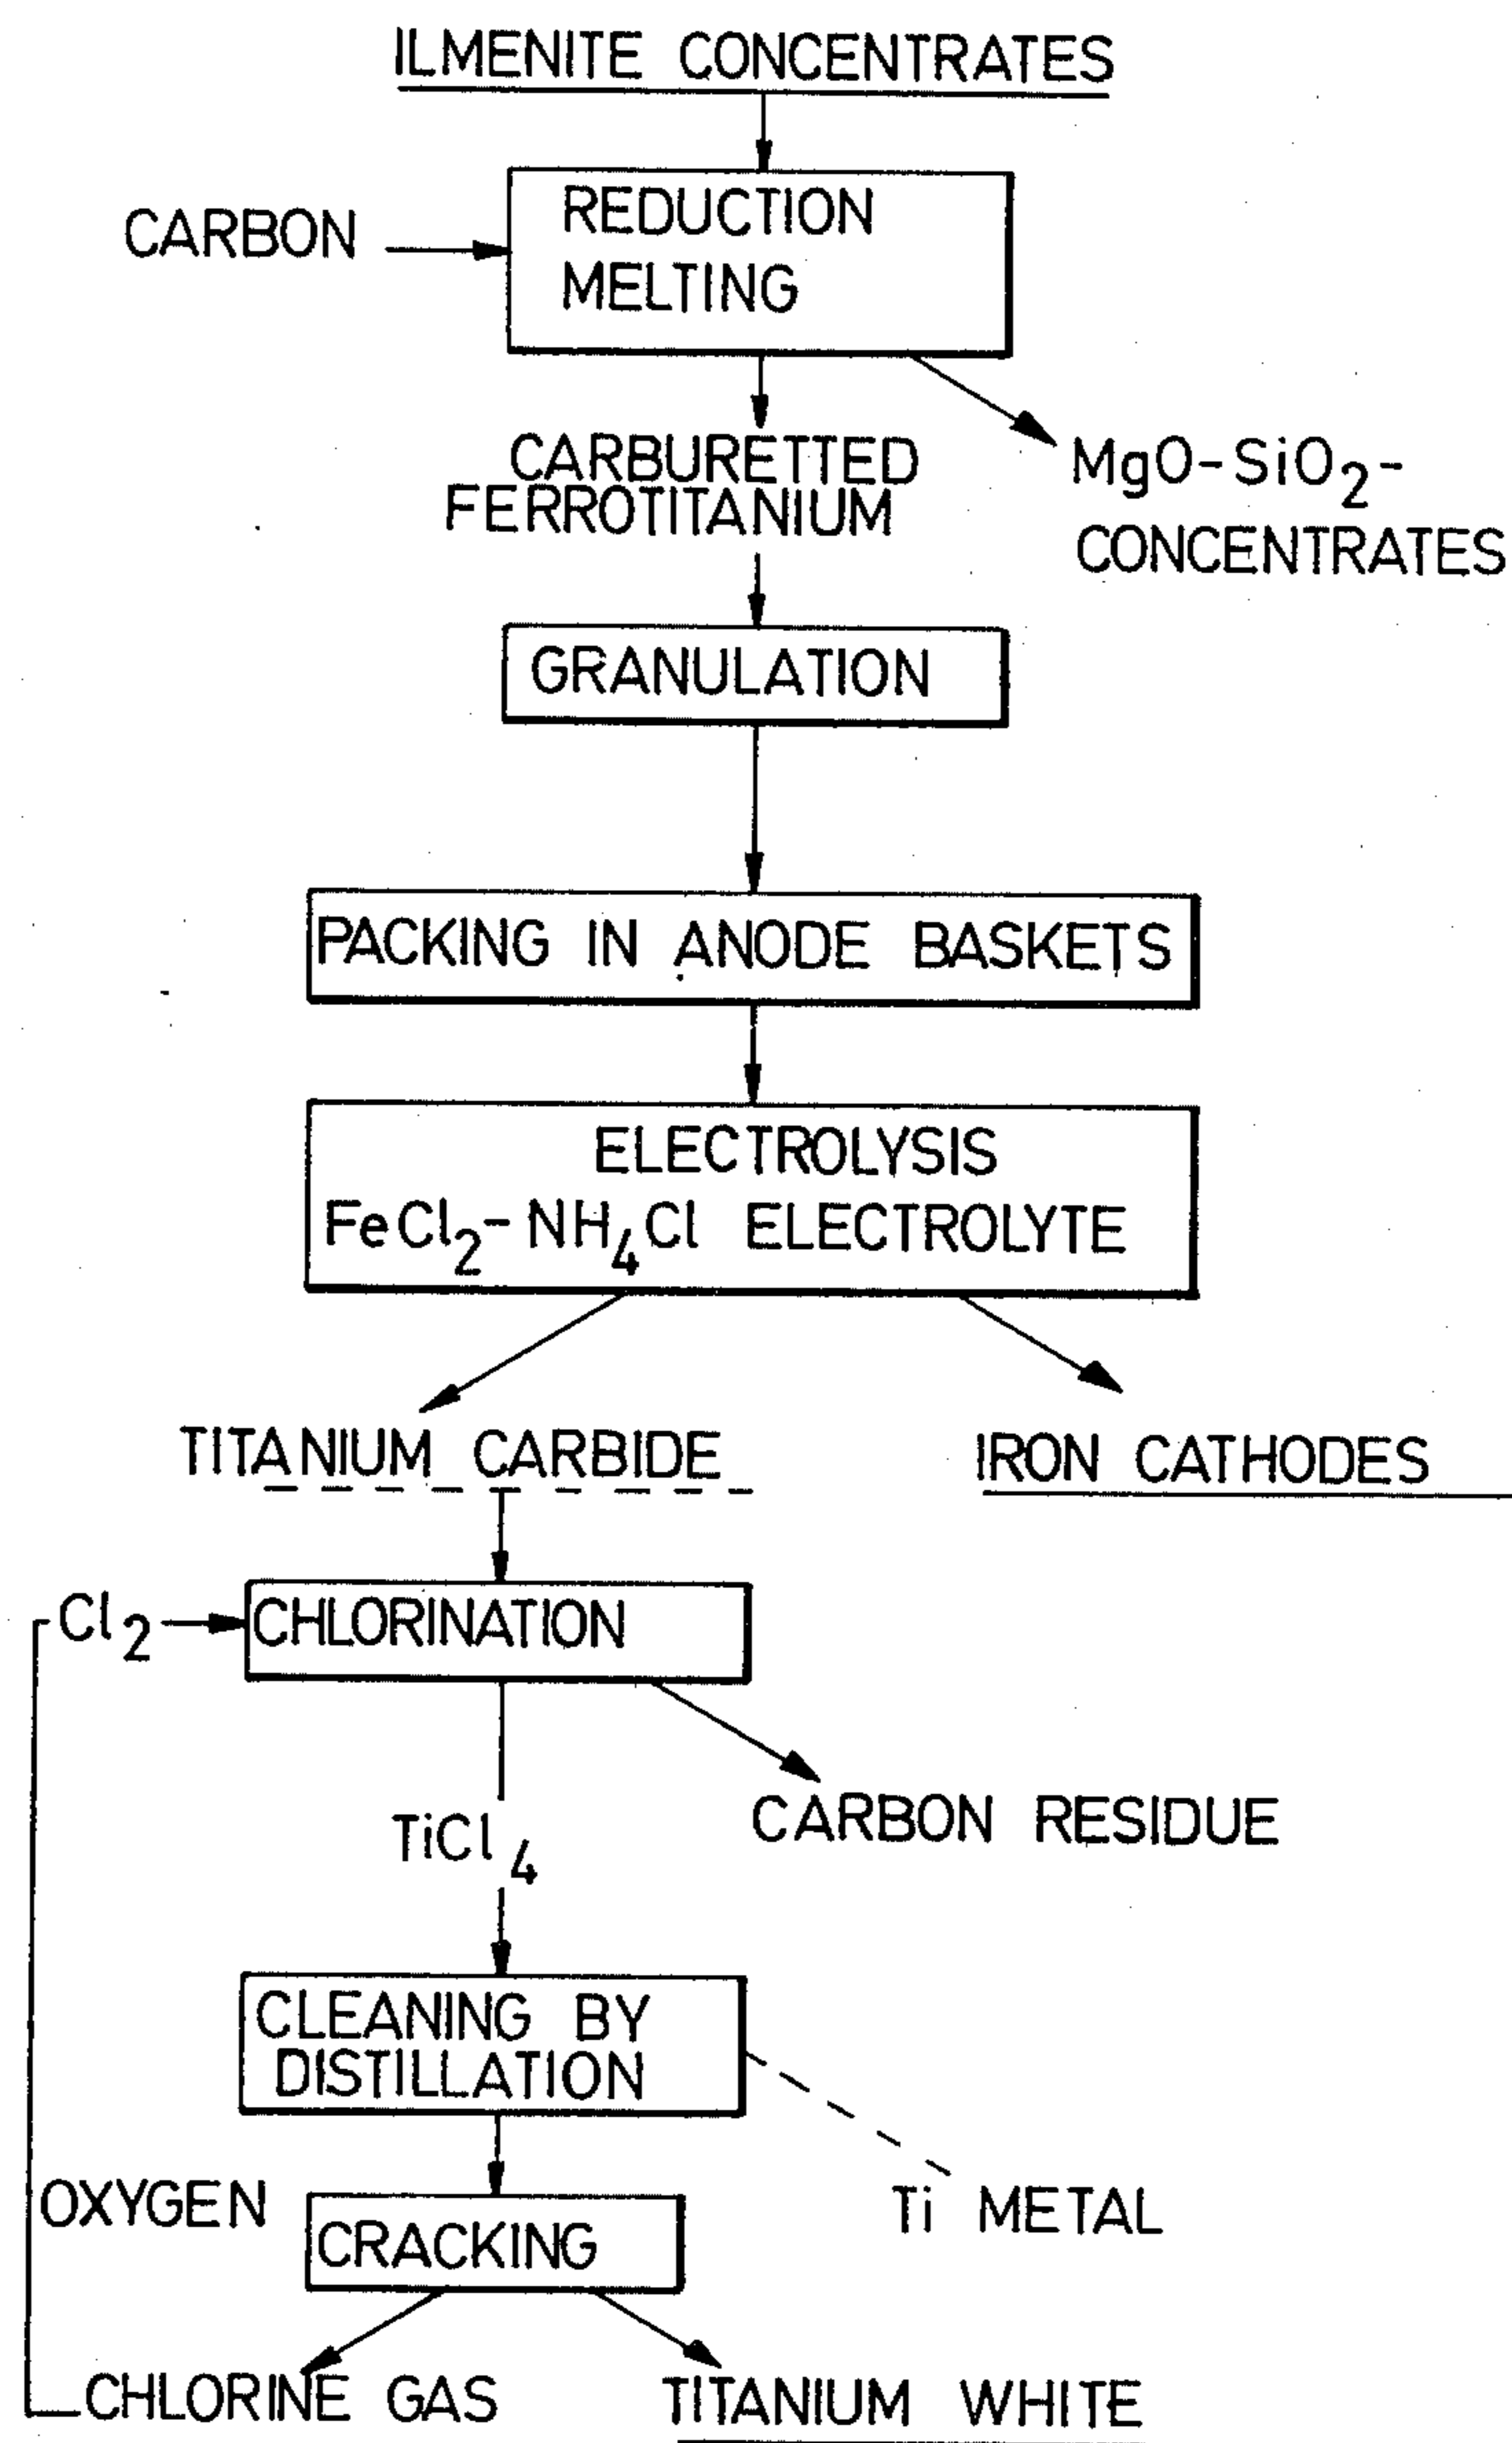 ILMENITE CONCENTRATES
CARBON
REDUCTION
MELTING
CARBURETTED
FERROTITANIUM
MgO-SiO₂-
CONCENTRATES
GRANULATION
PACKING IN ANODE BASKETS
ELECTROLYSIS
FeCl₂-NH₄Cl ELECTROLYTE
TITANIUM CARBIDE
IRON CATHODES
Cl₂
CHLORINATION
TiCl₄
CARBON RESIDUE
CLEANING BY
DISTILLATION
OXYGEN
Ti METAL
CRACKING
CHLORINE GAS
TITANIUM WHITE